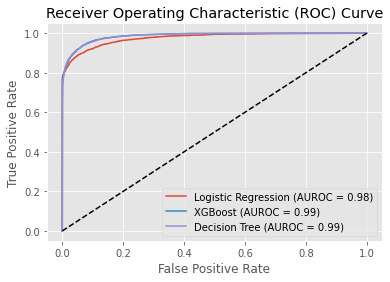 Receiver Operating Characteristic (ROC) Curve
1.0
0.8
0.6
0.4
0.2
0.0
True Positive Rate
Logistic Regression (AUROC = 0.98)
XGBoost (AUROC = 0.99)
Decision Tree (AUROC = 0.99)
0.0 0.2 0.4 0.6 0.8 1.0
False Positive Rate